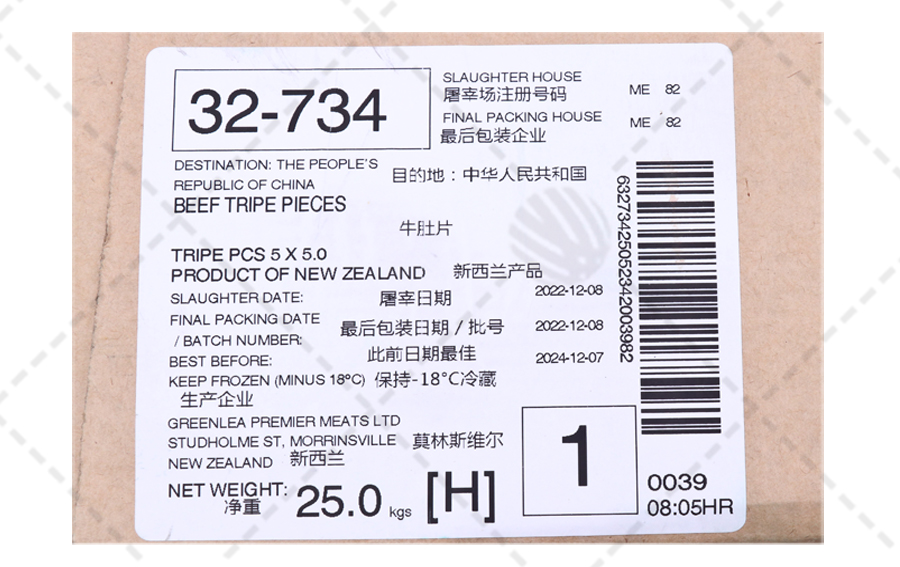 32-734
SLAUGHTER HOUSE ME 82
屠宰场注册号码
FINAL PACKING HOUSE ME 82
最后包装企业
DESTINATION: THE PEOPLE'S
REPUBLIC OF CHINA
目的地：中华人民共和国
BEEF TRIPE PIECES
牛肚片
TRIPE PCS 5 X 5.0
PRODUCT OF NEW ZEALAND 新西兰产品
SLAUGHTER DATE: 屠宰日期 2022-12-08
FINAL PACKING DATE
/ BATCH NUMBER: 最后包装日期 / 批号 2022-12-08
BEST BEFORE: 此前日期最佳 2024-12-07
KEEP FROZEN (MINUS 18°C) 保持-18°C冷藏
生产企业
GREENLEA PREMIER MEATS LTD
STUDHOLME ST, MORRINSVILLE 莫林斯维尔
NEW ZEALAND 新西兰
NET WEIGHT: 25.0 kgs [H]
净重
1
63273425052342003982
0039
08:05HR